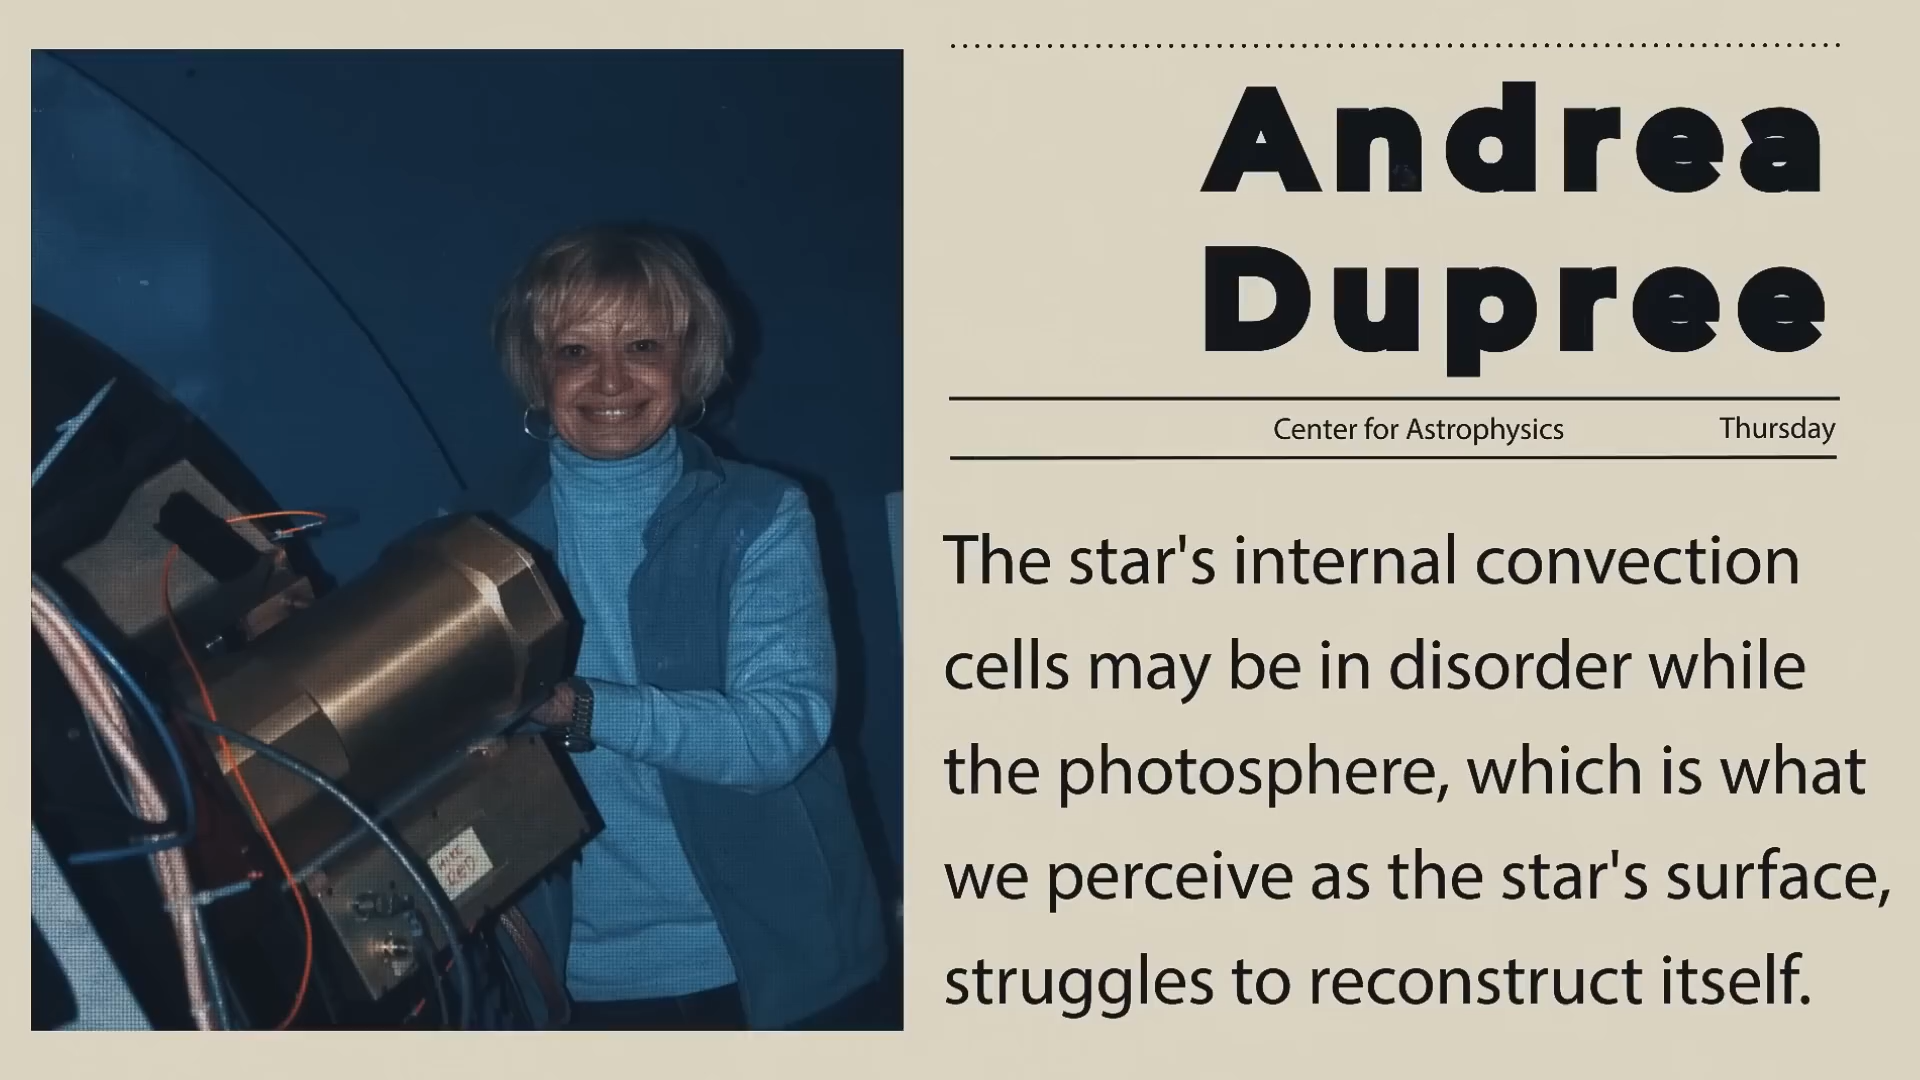 Andrea
Dupree
Center for Astrophysics Thursday
The star's internal convection
cells may be in disorder while
the photosphere, which is what
we perceive as the star's surface,
struggles to reconstruct itself.